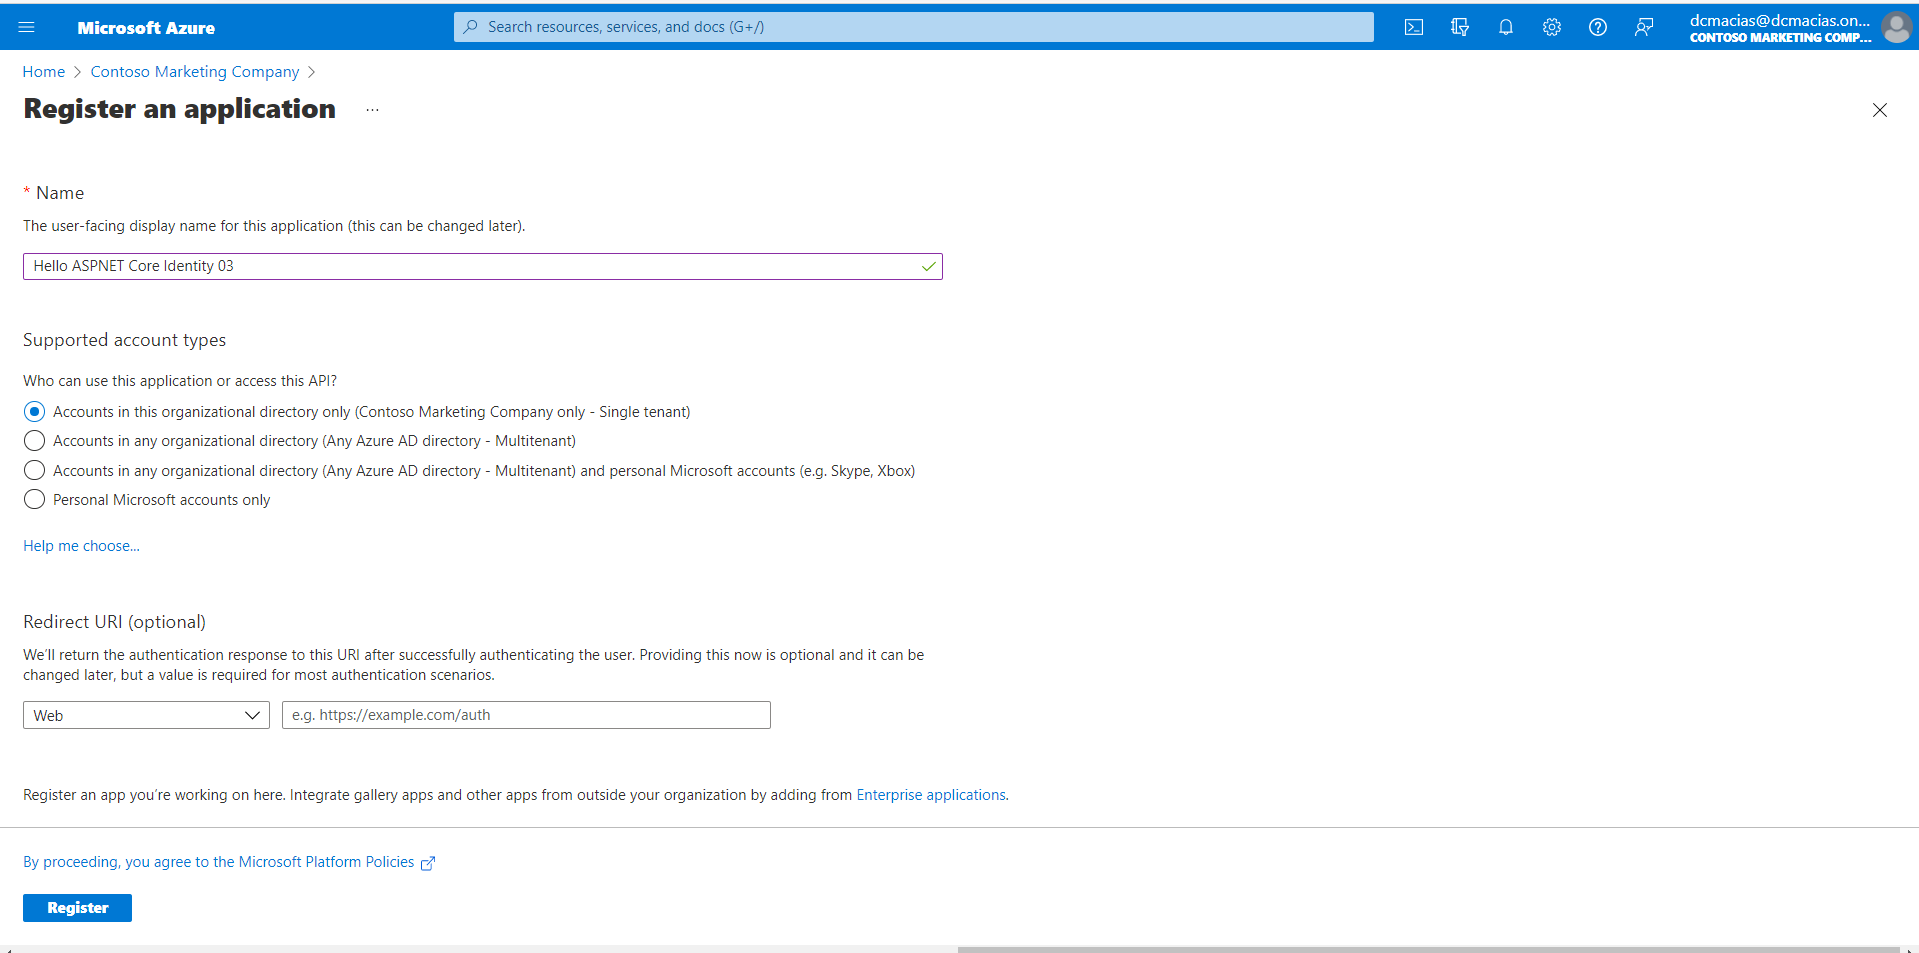 Microsoft Azure
Search resources, services, and docs (G+/)
dcmacias@dcmacias.on...
CONTOSO MARKETING COMP...
Home > Contoso Marketing Company >
Register an application ...
* Name
The user-facing display name for this application (this can be changed later).
Hello ASPNET Core Identity 03
Supported account types
Who can use this application or access this API?
Accounts in this organizational directory only (Contoso Marketing Company only - Single tenant)
Accounts in any organizational directory (Any Azure AD directory - Multitenant)
Accounts in any organizational directory (Any Azure AD directory - Multitenant) and personal Microsoft accounts (e.g. Skype, Xbox)
Personal Microsoft accounts only
Help me choose...
Redirect URI (optional)
We'll return the authentication response to this URI after successfully authenticating the user. Providing this now is optional and it can be
changed later, but a value is required for most authentication scenarios.
Web
e.g. https://example.com/auth
Register an app you're working on here. Integrate gallery apps and other apps from outside your organization by adding from Enterprise applications.
By proceeding, you agree to the Microsoft Platform Policies
Register